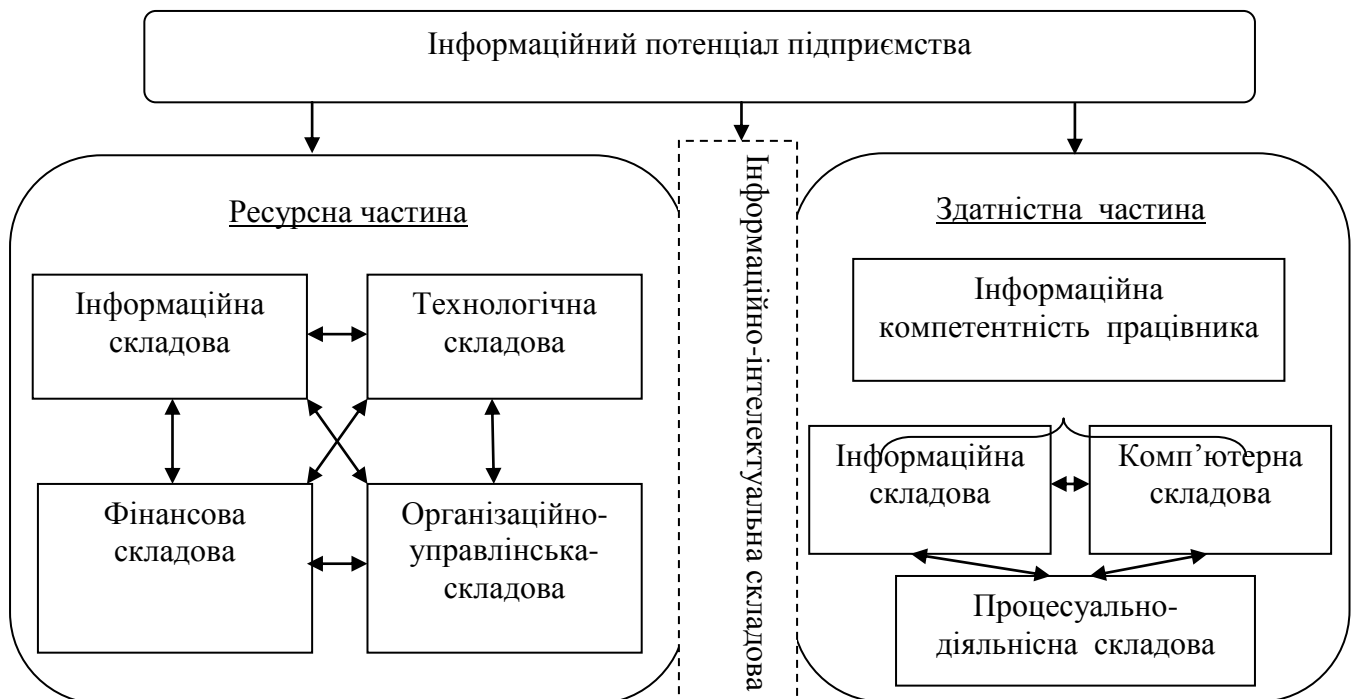 Інформаційний потенціал підприємства
Ресурсна частина
Інформаційна
складова
Технологічна
складова
Фінансова
складова
Організаційно-
управлінська-
складова
Інформаційно-інтелектуальна складова
Здатністна частина
Інформаційна
компетентність працівника
Інформаційна
складова
Комп’ютерна
складова
Процесуально-
діяльнісна складова